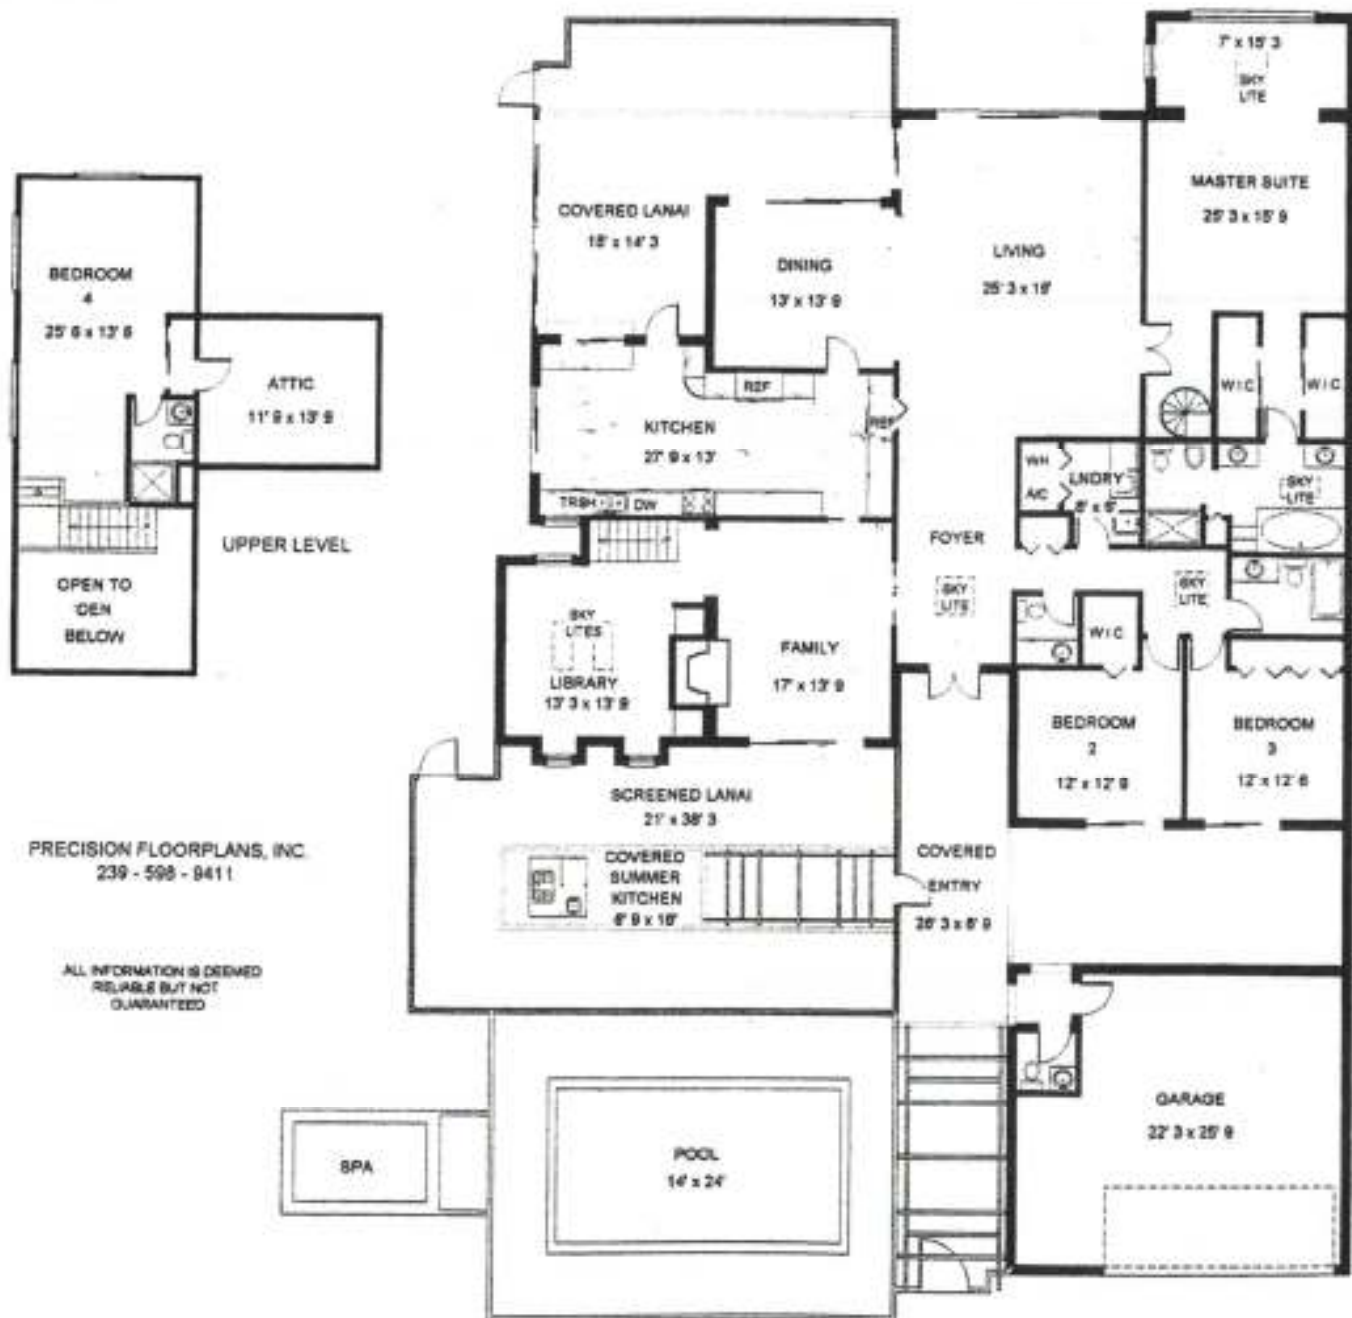 7' x 15' 3
SKY
LITE
MASTER SUITE
25' 3 x 15' 9
COVERED LANAI
18' x 14' 3
DINING
13' x 13' 9
LIVING
25' 3 x 18'
BEDROOM
4
25' 6 x 13' 6
ATTIC
11' 9 x 13' 9
W I C
W I C
REF
REF
KITCHEN
27' 9 x 13'
TRSH
DW
WH
A/C
LNDRY
6' x 6'
SKY
LITE
UPPER LEVEL
OPEN TO
DEN
BELOW
FOYER
SKY
LITE
SKY
LITE
SKY
LITES
LIBRARY
13' 3 x 13' 9
FAMILY
17' x 13' 9
W I C
BEDROOM
2
12' x 12' 9
BEDROOM
3
12' x 12' 6
SCREENED LANAI
21' x 38' 3
COVERED
SUMMER
KITCHEN
6' 9 x 16'
COVERED
ENTRY
26' 3 x 6' 9
PRECISION FLOORPLANS, INC.
239 - 598 - 9411
ALL INFORMATION IS DEEMED
RELIABLE BUT NOT
GUARANTEED
GARAGE
22' 3 x 25' 9
SPA
POOL
14' x 24'